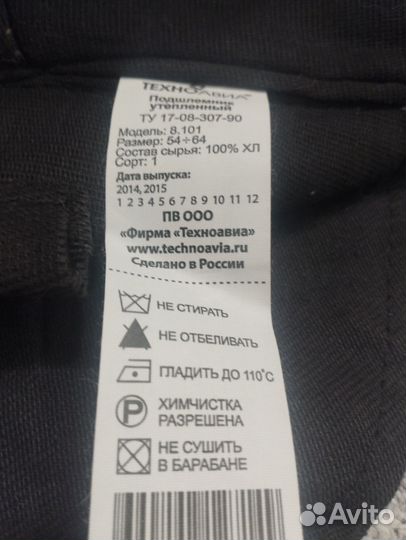 ТЕХНОАВИА
Подшлемник
утепленный
ТУ 17-08-307-90
Модель: 8.101
Размер: 54÷64
Состав сырья: 100% ХЛ
Сорт: 1
Дата выпуска:
2014, 2015
1 2 3 4 5 6 7 8 9 10 11 12
ПВ ООО
«Фирма «Техноавиа»
www.technoavia.ru
Сделано в России
НЕ СТИРАТЬ
НЕ ОТБЕЛИВАТЬ
ГЛАДИТЬ ДО 110°С
P ХИМЧИСТКА
РАЗРЕШЕНА
НЕ СУШИТЬ
В БАРАБАНЕ
Avito